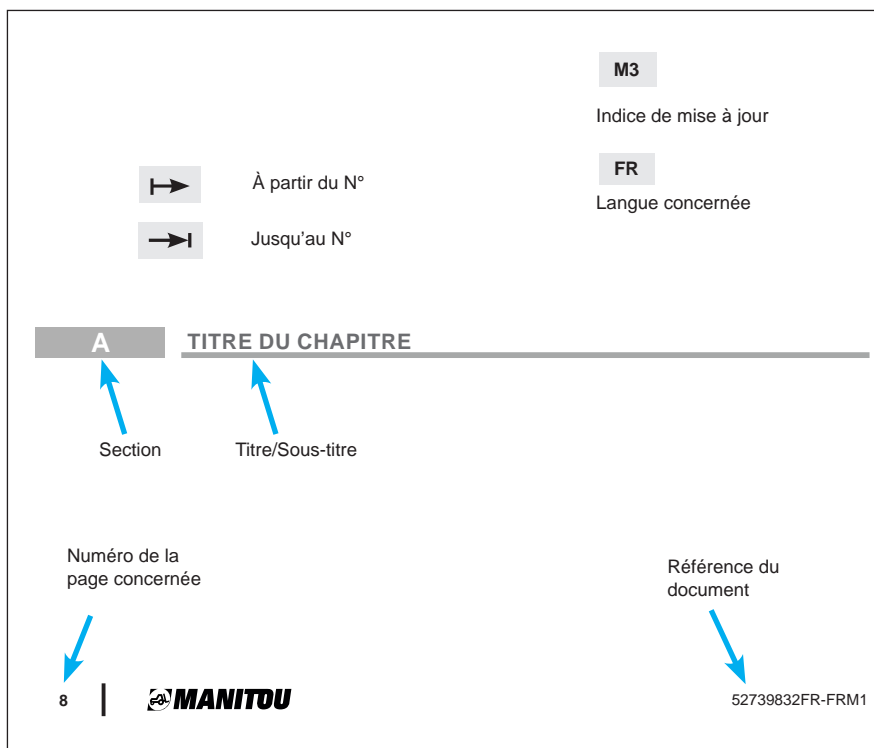 M3
Indice de mise à jour
À partir du N°
FR
Langue concernée
Jusqu'au N°
A TITRE DU CHAPITRE
Section Titre/Sous-titre
Numéro de la
page concernée
Référence du
document
8 MANITOU 52739832FR-FRM1